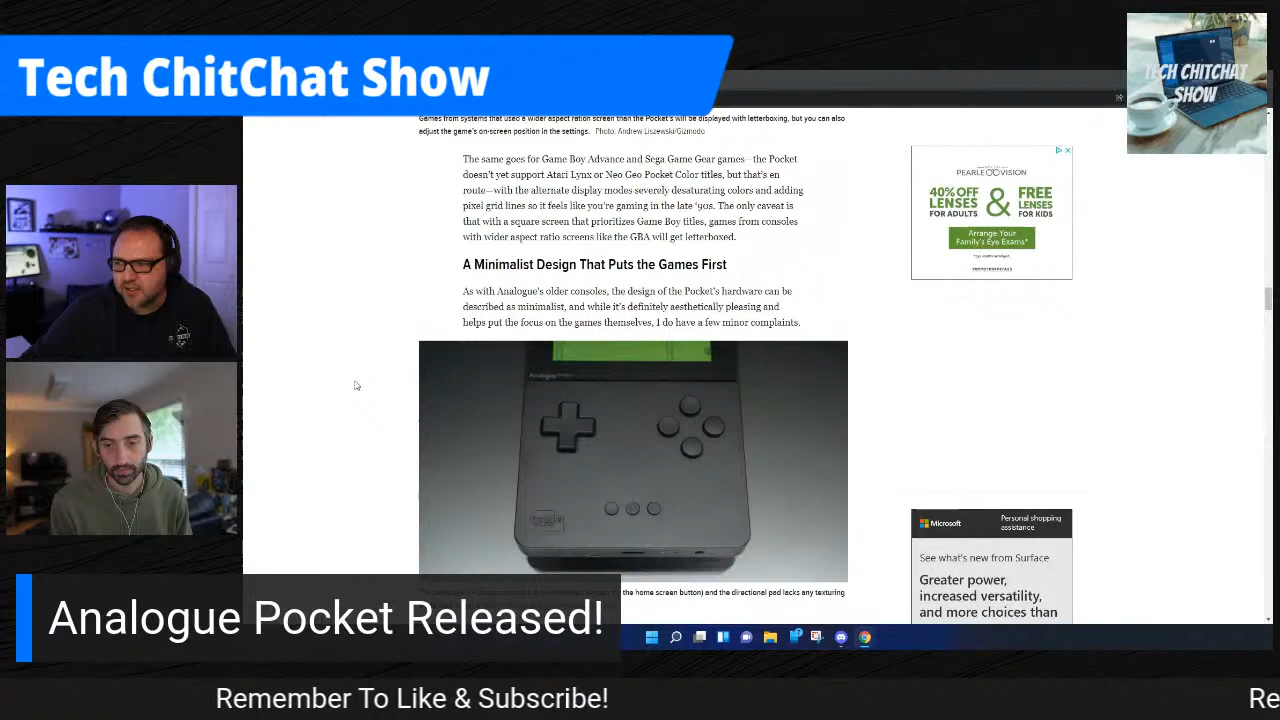 Tech ChitChat Show
TECH CHITCHAT
SHOW
Games from systems that used a wider aspect ration screen than the Pocket's will be displayed with letterboxing, but you can also
adjust the game's on-screen position in the settings. Photo: Andrew Liszewski/Gizmodo
The same goes for Game Boy Advance and Sega Game Gear games—the Pocket
doesn't yet support Atari Lynx or Neo Geo Pocket Color titles, but that's en
route—with the alternate display modes severely desaturating colors and adding
pixel grid lines so it feels like you're gaming in the late '90s. The only caveat is
that with a square screen that prioritizes Game Boy titles, games from consoles
with wider aspect ratio screens like the GBA will get letterboxed.
A Minimalist Design That Puts the Games First
As with Analogue's older consoles, the design of the Pocket's hardware can be
described as minimalist, and while it's definitely aesthetically pleasing and
helps put the focus on the games themselves, I do have a few minor complaints.
PEARLE VISION
40% OFF
LENSES
FOR ADULTS
&
FREE
LENSES
FOR KIDS
Arrange Your
Family's Eye Exams*
Analogue
the home screen button) and the directional pad lacks any texturing
Microsoft
Personal shopping
assistance
See what's new from Surface
Greater power,
increased versatility,
and more choices than
Analogue Pocket Released!
Remember To Like & Subscribe!
Re